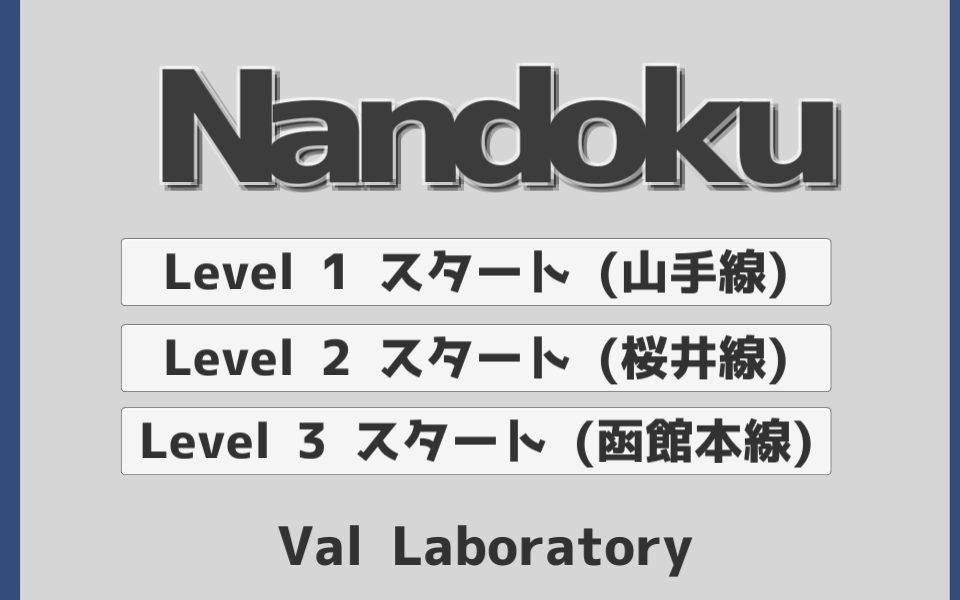 Nandoku
Level 1 スタート (山手線)
Level 2 スタート (桜井線)
Level 3 スタート (函館本線)
Val Laboratory